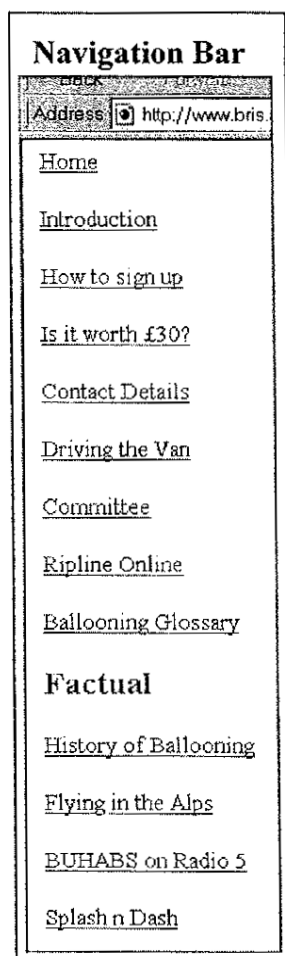 Navigation Bar
Back
Address http://www.bris.
Home
Introduction
How to sign up
Is it worth £30?
Contact Details
Driving the Van
Committee
Ripline Online
Ballooning Glossary
Factual
History of Ballooning
Flying in the Alps
BUHABS on Radio 5
Splash n Dash